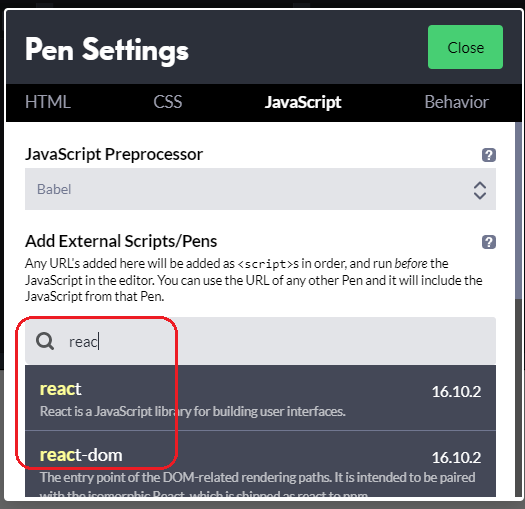 Pen Settings
Close
HTML CSS JavaScript Behavior
JavaScript Preprocessor
?
Babel
Add External Scripts/Pens
?
Any URL's added here will be added as <script>s in order, and run before the
JavaScript in the editor. You can use the URL of any other Pen and it will include the
JavaScript from that Pen.
reac
react 16.10.2
React is a JavaScript library for building user interfaces.
react-dom 16.10.2
The entry point of the DOM-related rendering paths. It is intended to be paired
with the isomorphic React, which is shipped as react to npm.